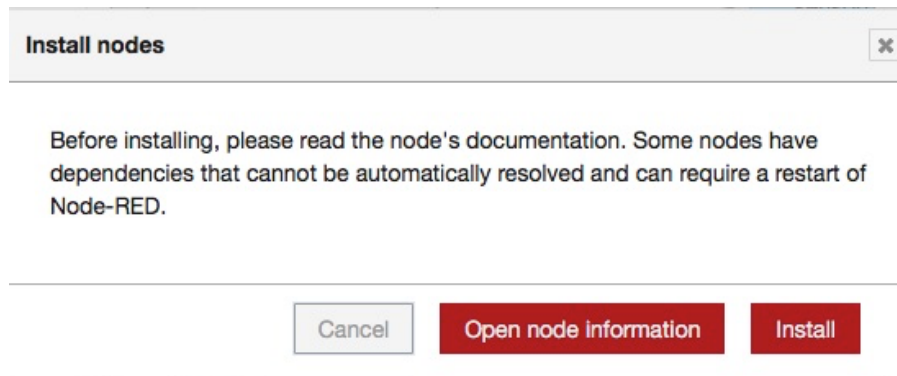 Install nodes
Before installing, please read the node's documentation. Some nodes have
dependencies that cannot be automatically resolved and can require a restart of
Node-RED.
Cancel
Open node information
Install